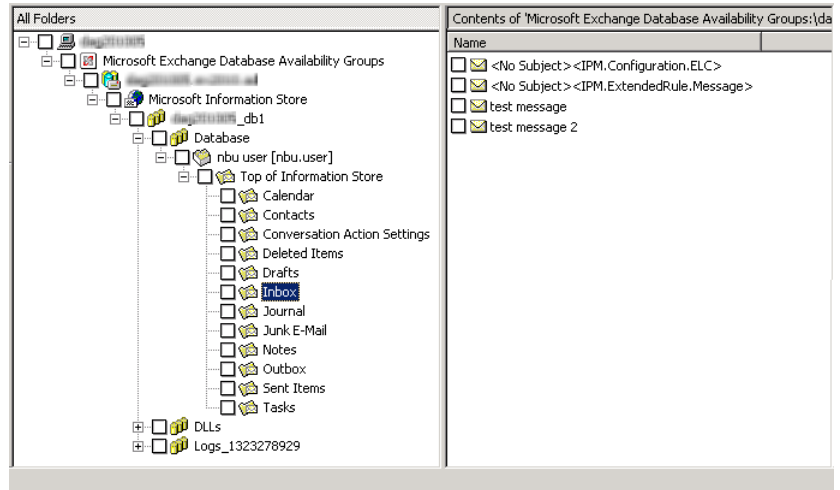 All Folders
Microsoft Exchange Database Availability Groups
Microsoft Information Store
_db1
Database
nbu user [nbu.user]
Top of Information Store
Calendar
Contacts
Conversation Action Settings
Deleted Items
Drafts
Inbox
Journal
Junk E-Mail
Notes
Outbox
Sent Items
Tasks
DLLs
Logs_1323278929
Contents of 'Microsoft Exchange Database Availability Groups:\da
Name
<No Subject><IPM.Configuration.ELC>
<No Subject><IPM.ExtendedRule.Message>
test message
test message 2